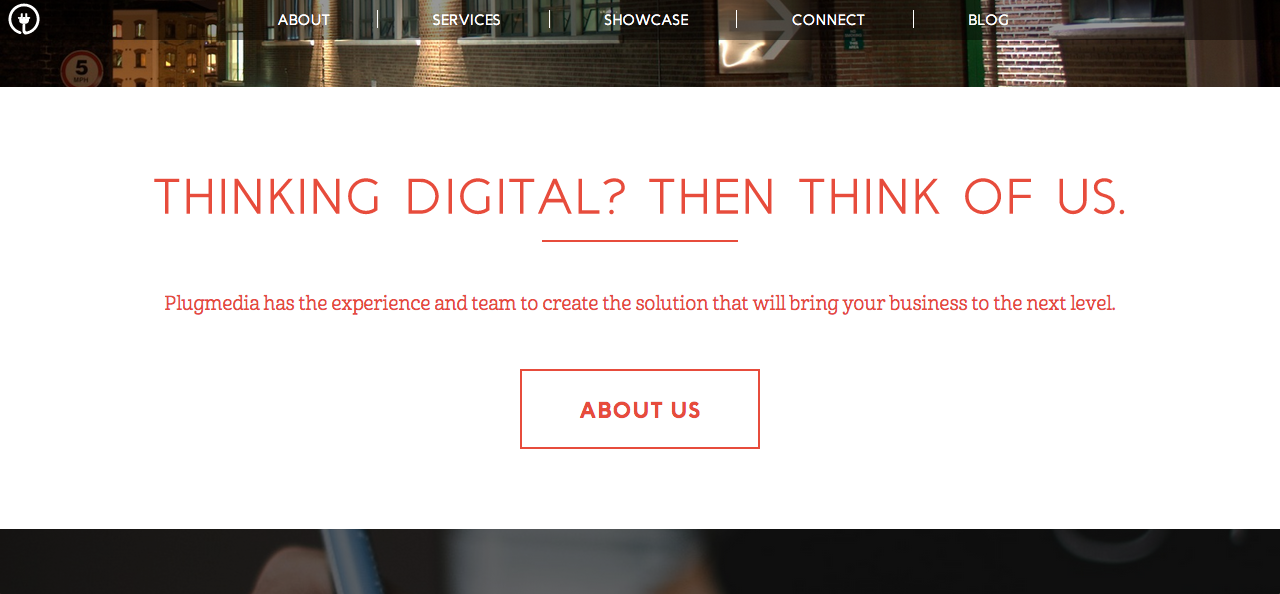 ABOUT
SERVICES
SHOWCASE
CONNECT
BLOG
5
MPH
THINKING DIGITAL? THEN THINK OF US.
Plugmedia has the experience and team to create the solution that will bring your business to the next level.
ABOUT US